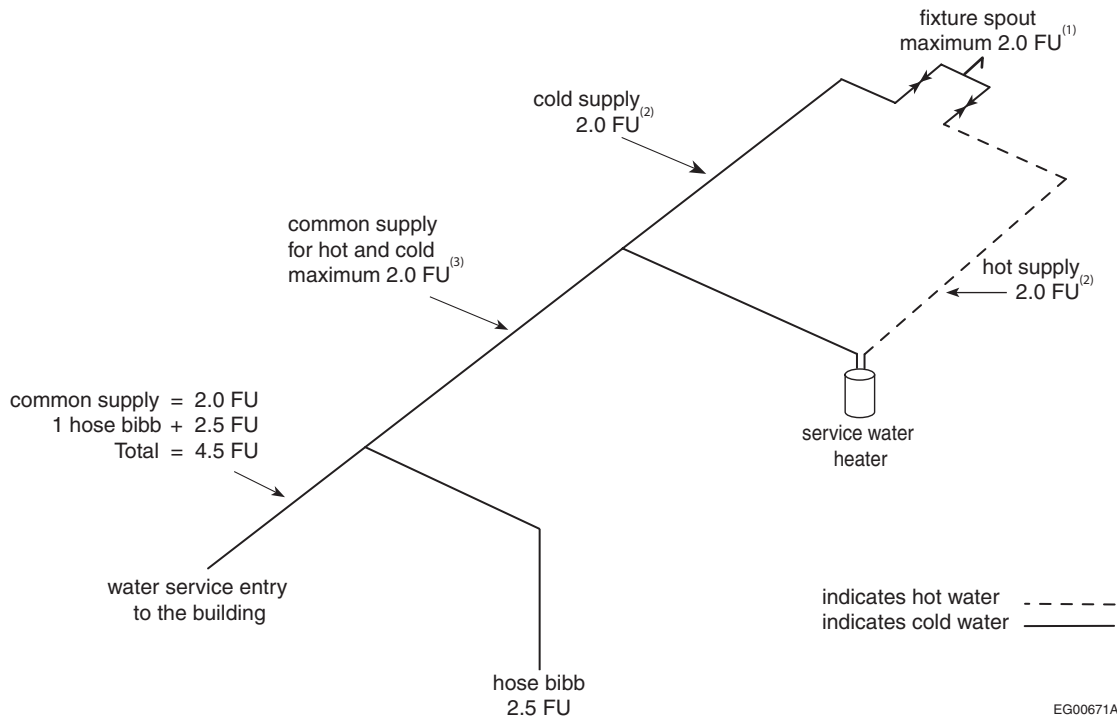 fixture spout
maximum 2.0 FU(1)
cold supply
2.0 FU(2)
common supply
for hot and cold
maximum 2.0 FU(3)
hot supply
2.0 FU(2)
common supply = 2.0 FU
1 hose bibb + 2.5 FU
Total = 4.5 FU
service water
heater
water service entry
to the building
indicates hot water
indicates cold water
hose bibb
2.5 FU
EG00671A